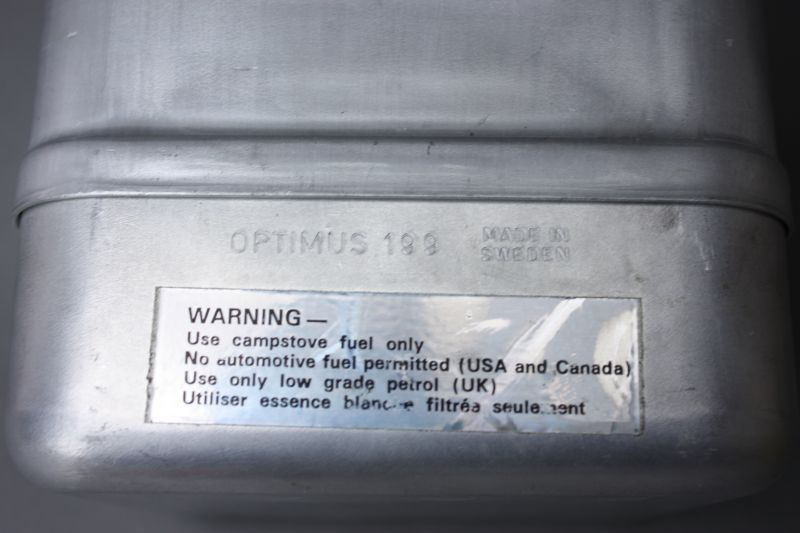 OPTIMUS 199
MADE IN
SWEDEN
WARNING —
Use campstove fuel only
No automotive fuel permitted (USA and Canada)
Use only low grade petrol (UK)
Utiliser essence filtréa